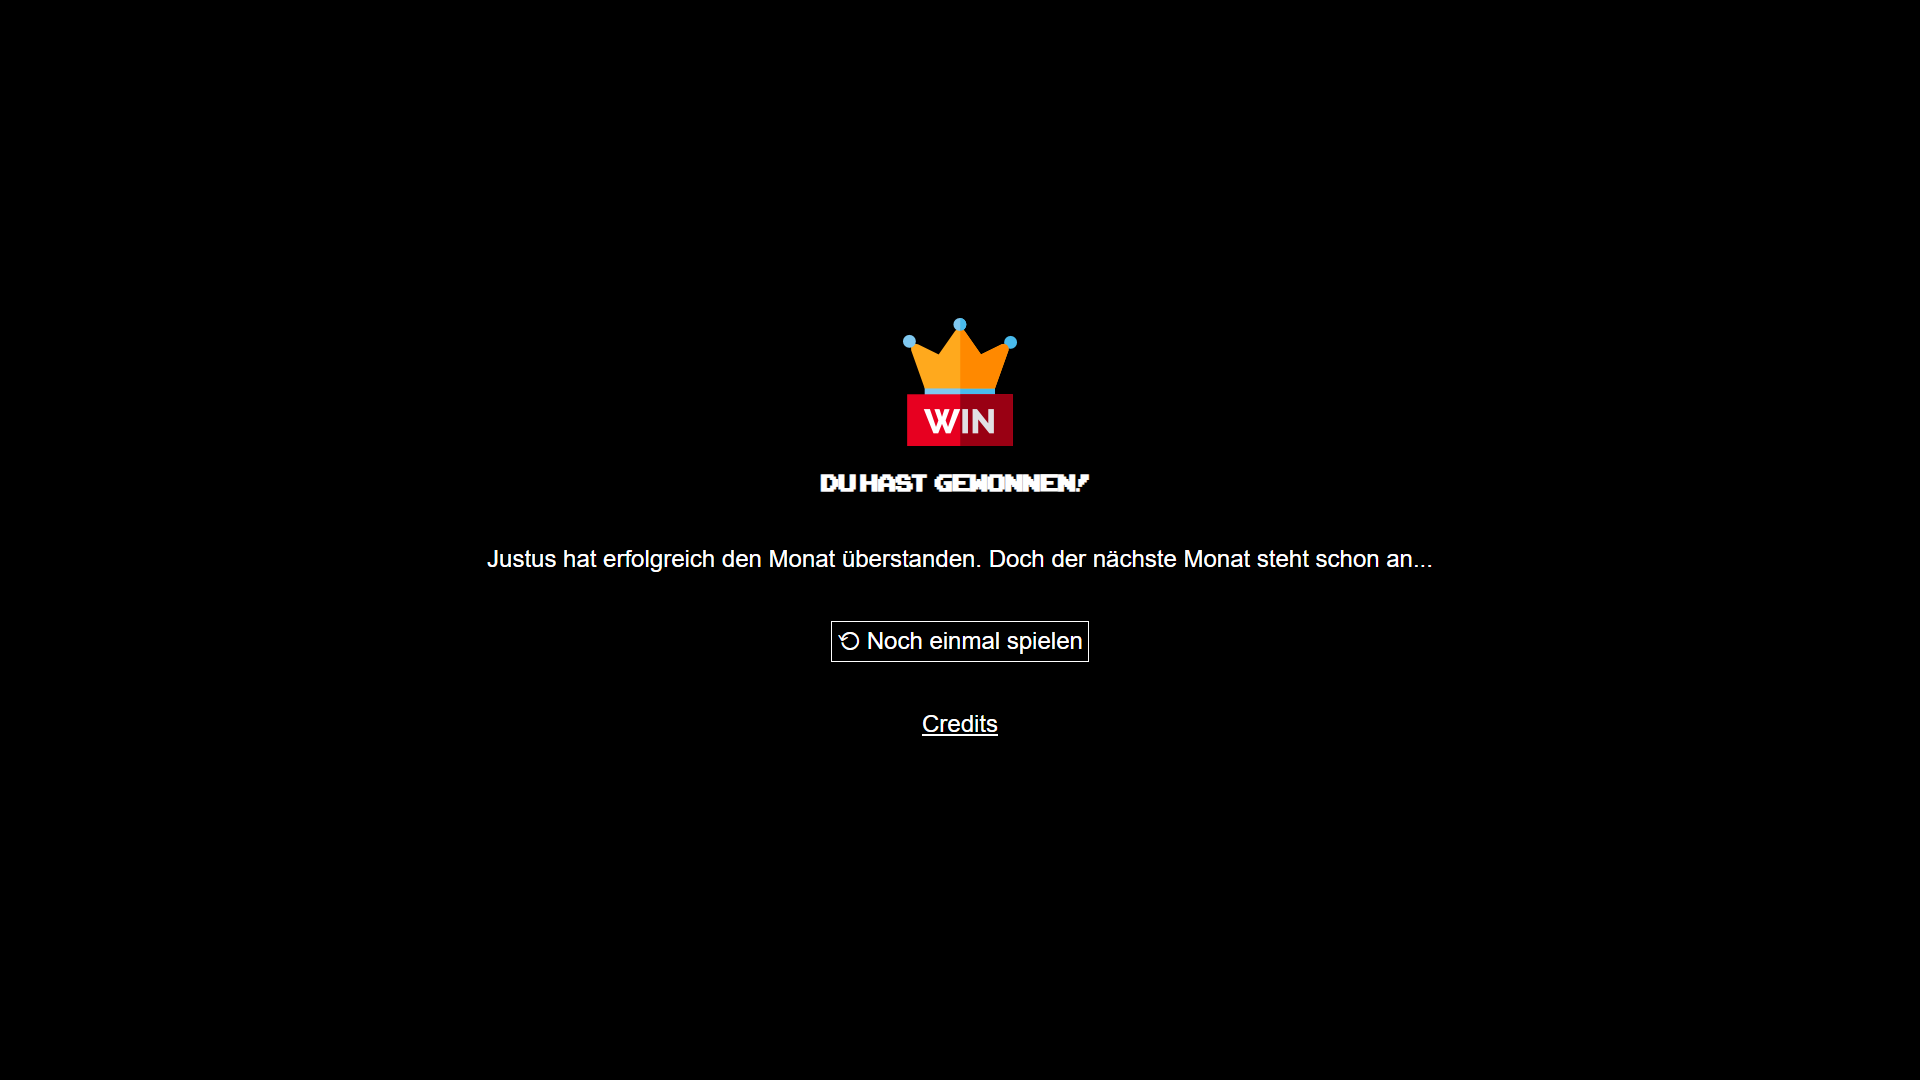 WIN
DU HAST GEWONNEN!
Justus hat erfolgreich den Monat überstanden. Doch der nächste Monat steht schon an...
Noch einmal spielen
Credits